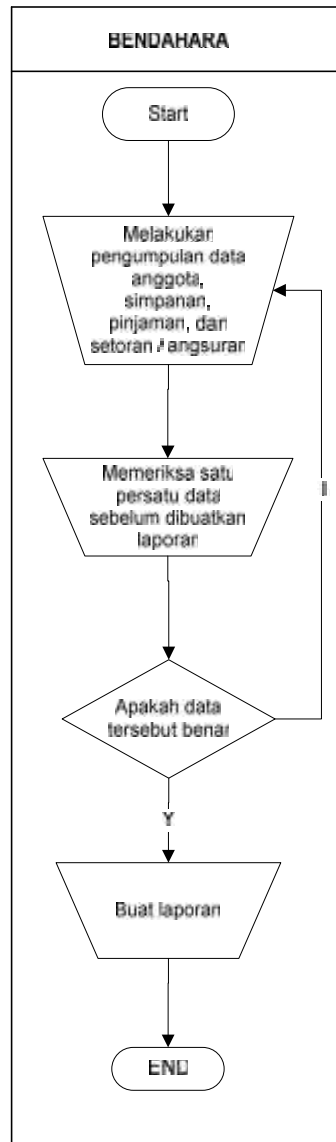 BENDAHARA
Start
Melakukan
pengumpulan data
anggota,
simpanan,
pinjaman, dan
setoran / angsuran
Memeriksa satu
persatu data
sebelum dibuatkan
laporan
Apakah data
tersebut benar
Y
Buat laporan
END